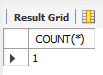 Result Grid
COUNT(*)
1